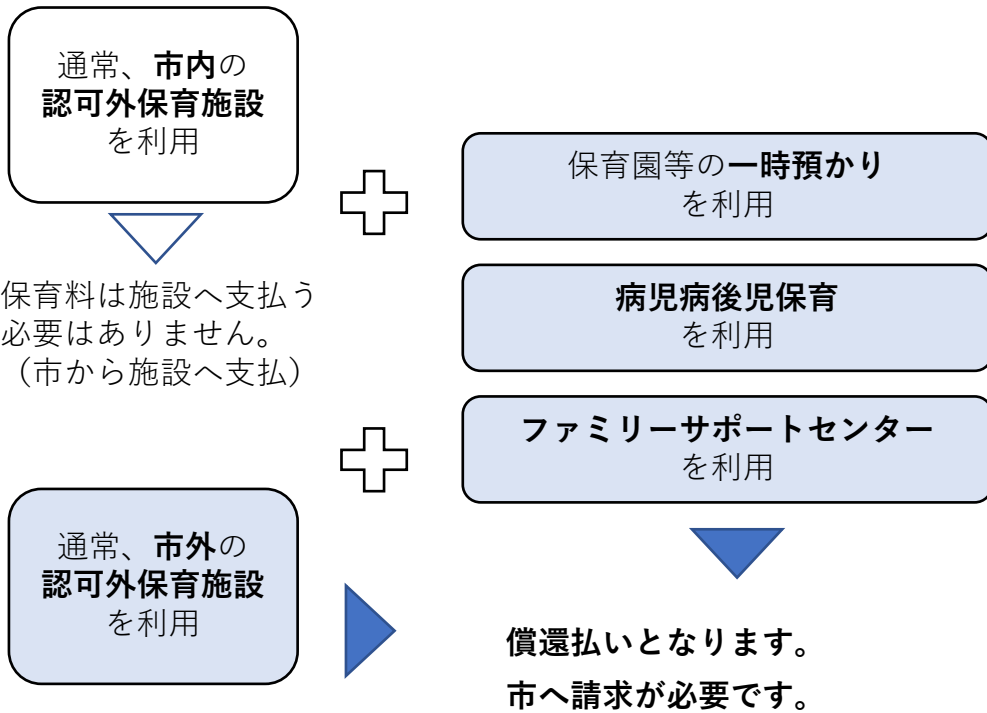 通常、市内の
認可外保育施設
を利用
保育料は施設へ支払う
必要はありません。
（市から施設へ支払）
保育園等の一時預かり
を利用
病児病後児保育
を利用
ファミリーサポートセンター
を利用
通常、市外の
認可外保育施設
を利用
償還払いとなります。
市へ請求が必要です。